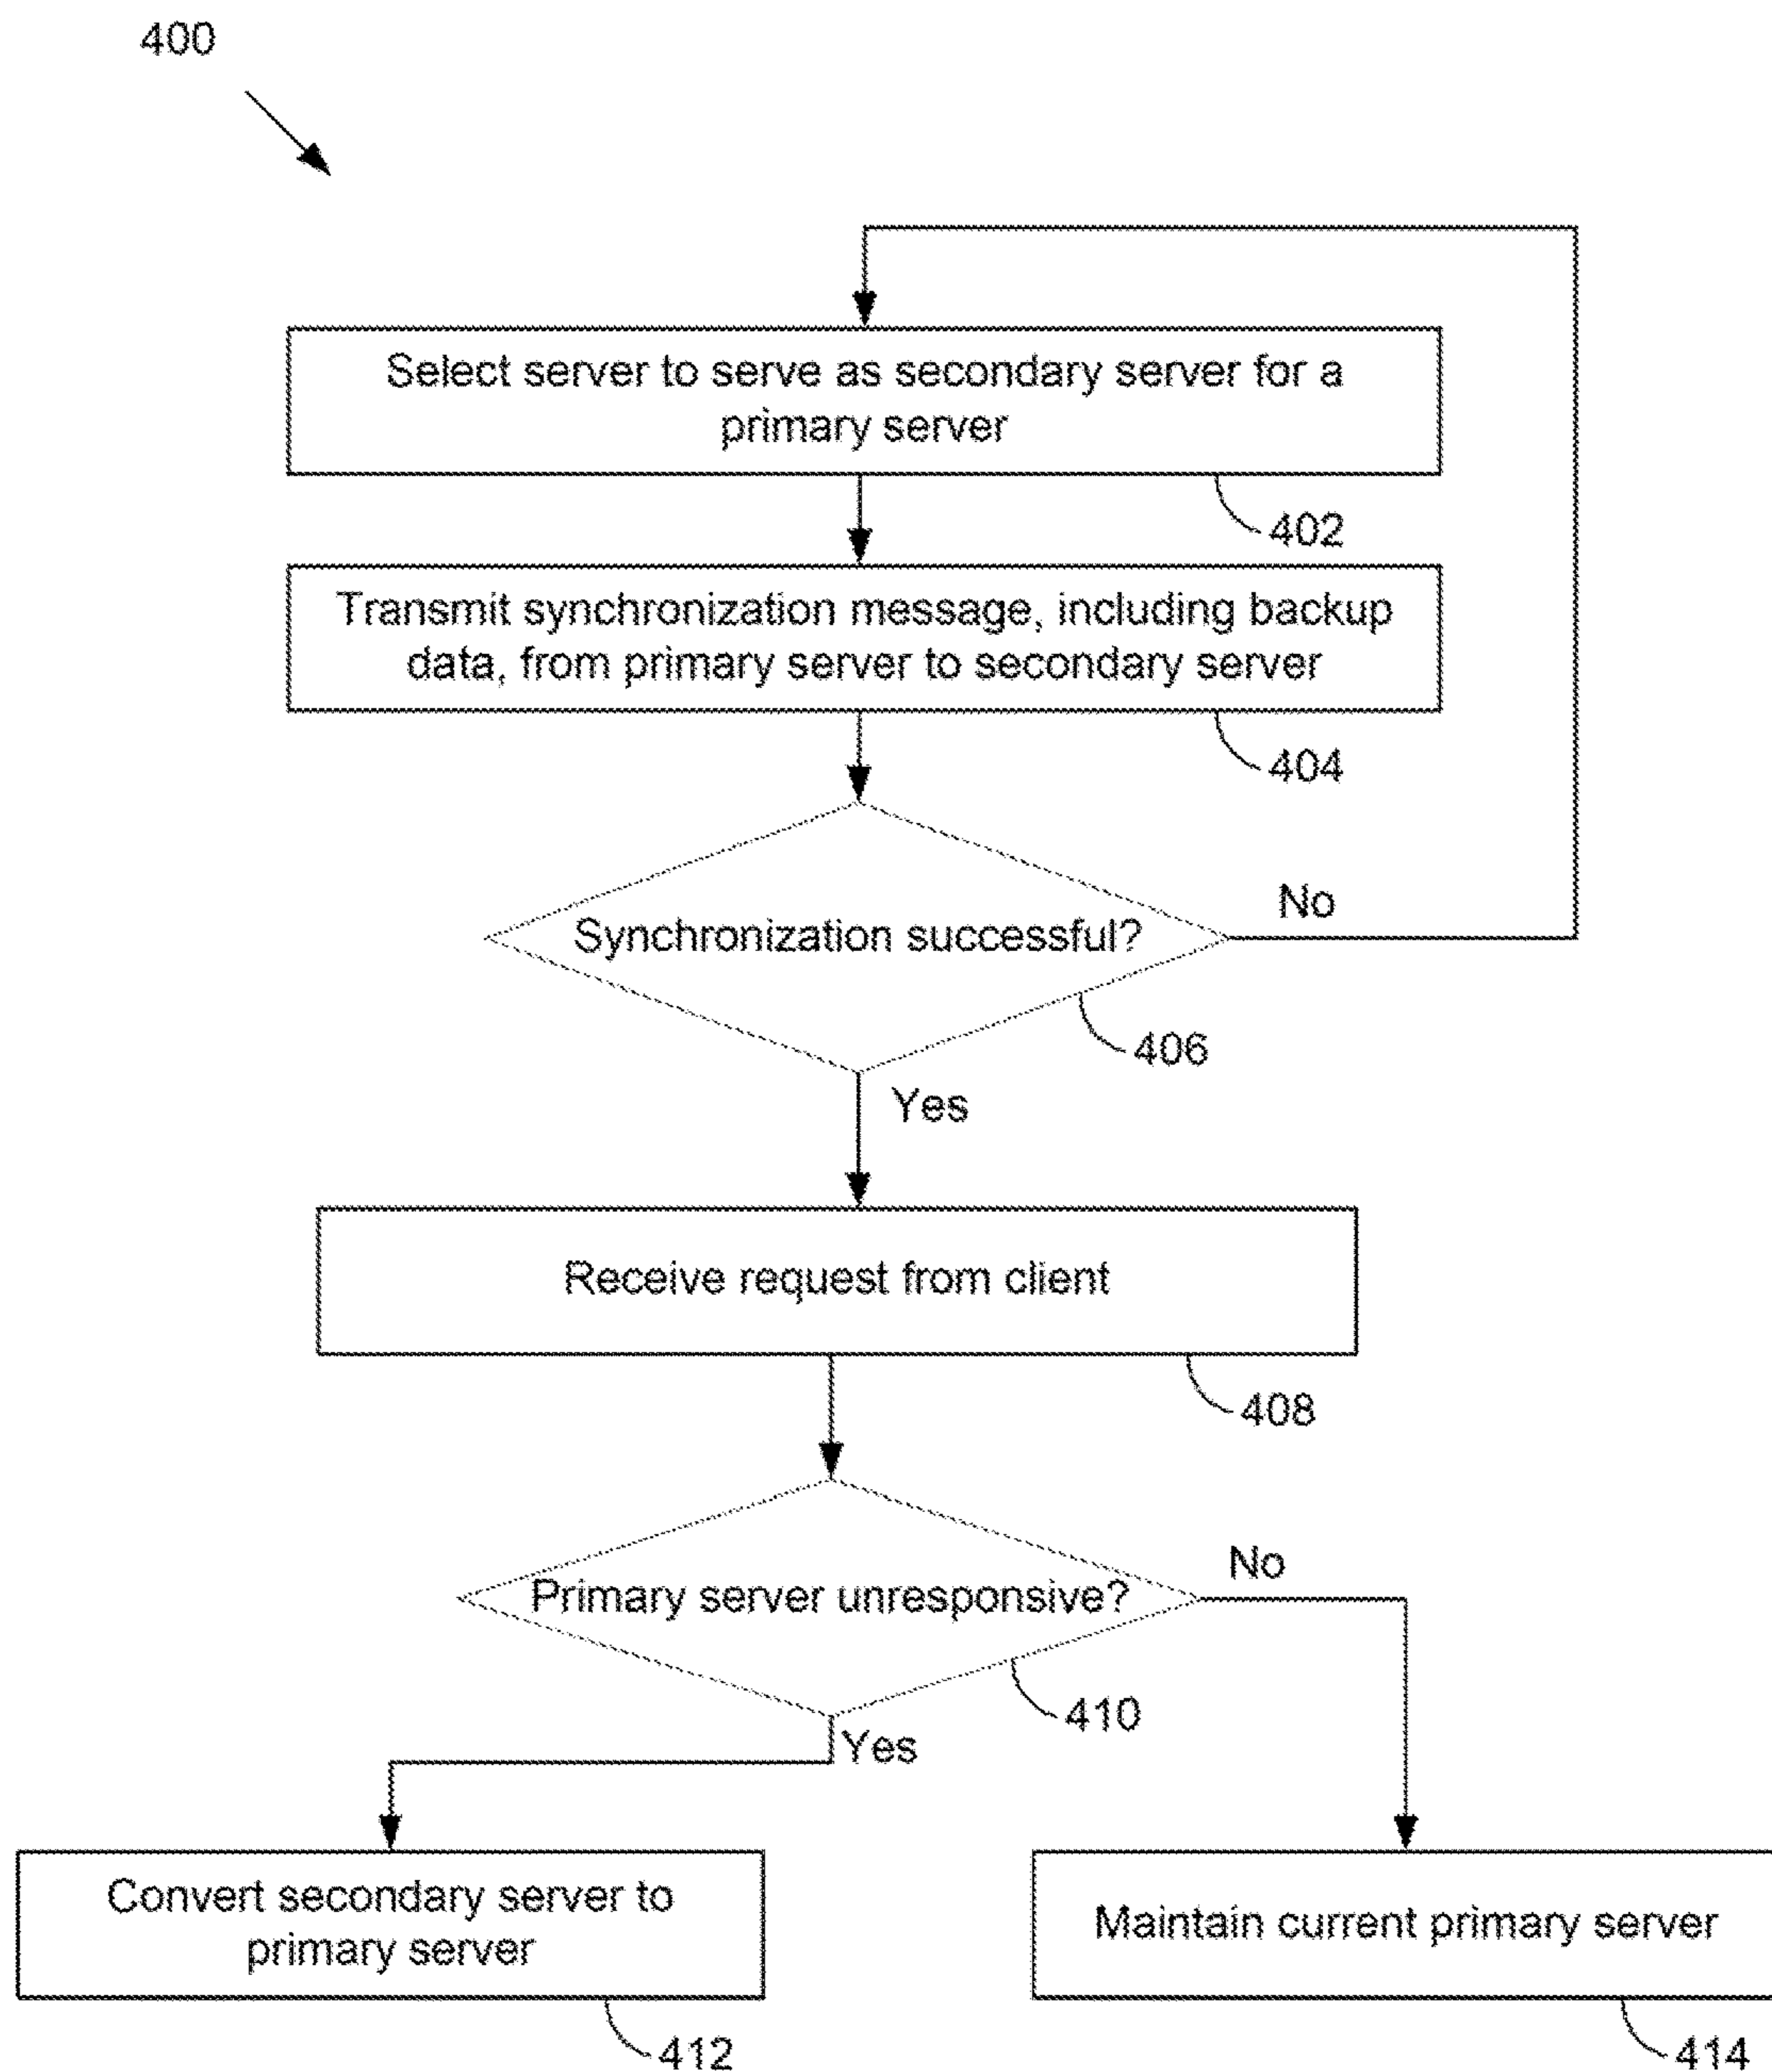 400
Select server to serve as secondary server for a
primary server
402
Transmit synchronization message, including backup
data, from primary server to secondary server
404
Synchronization successful?
No
406
Yes
Receive request from client
408
Primary server unresponsive?
No
410
Yes
Convert secondary server to
primary server
412
Maintain current primary server
414